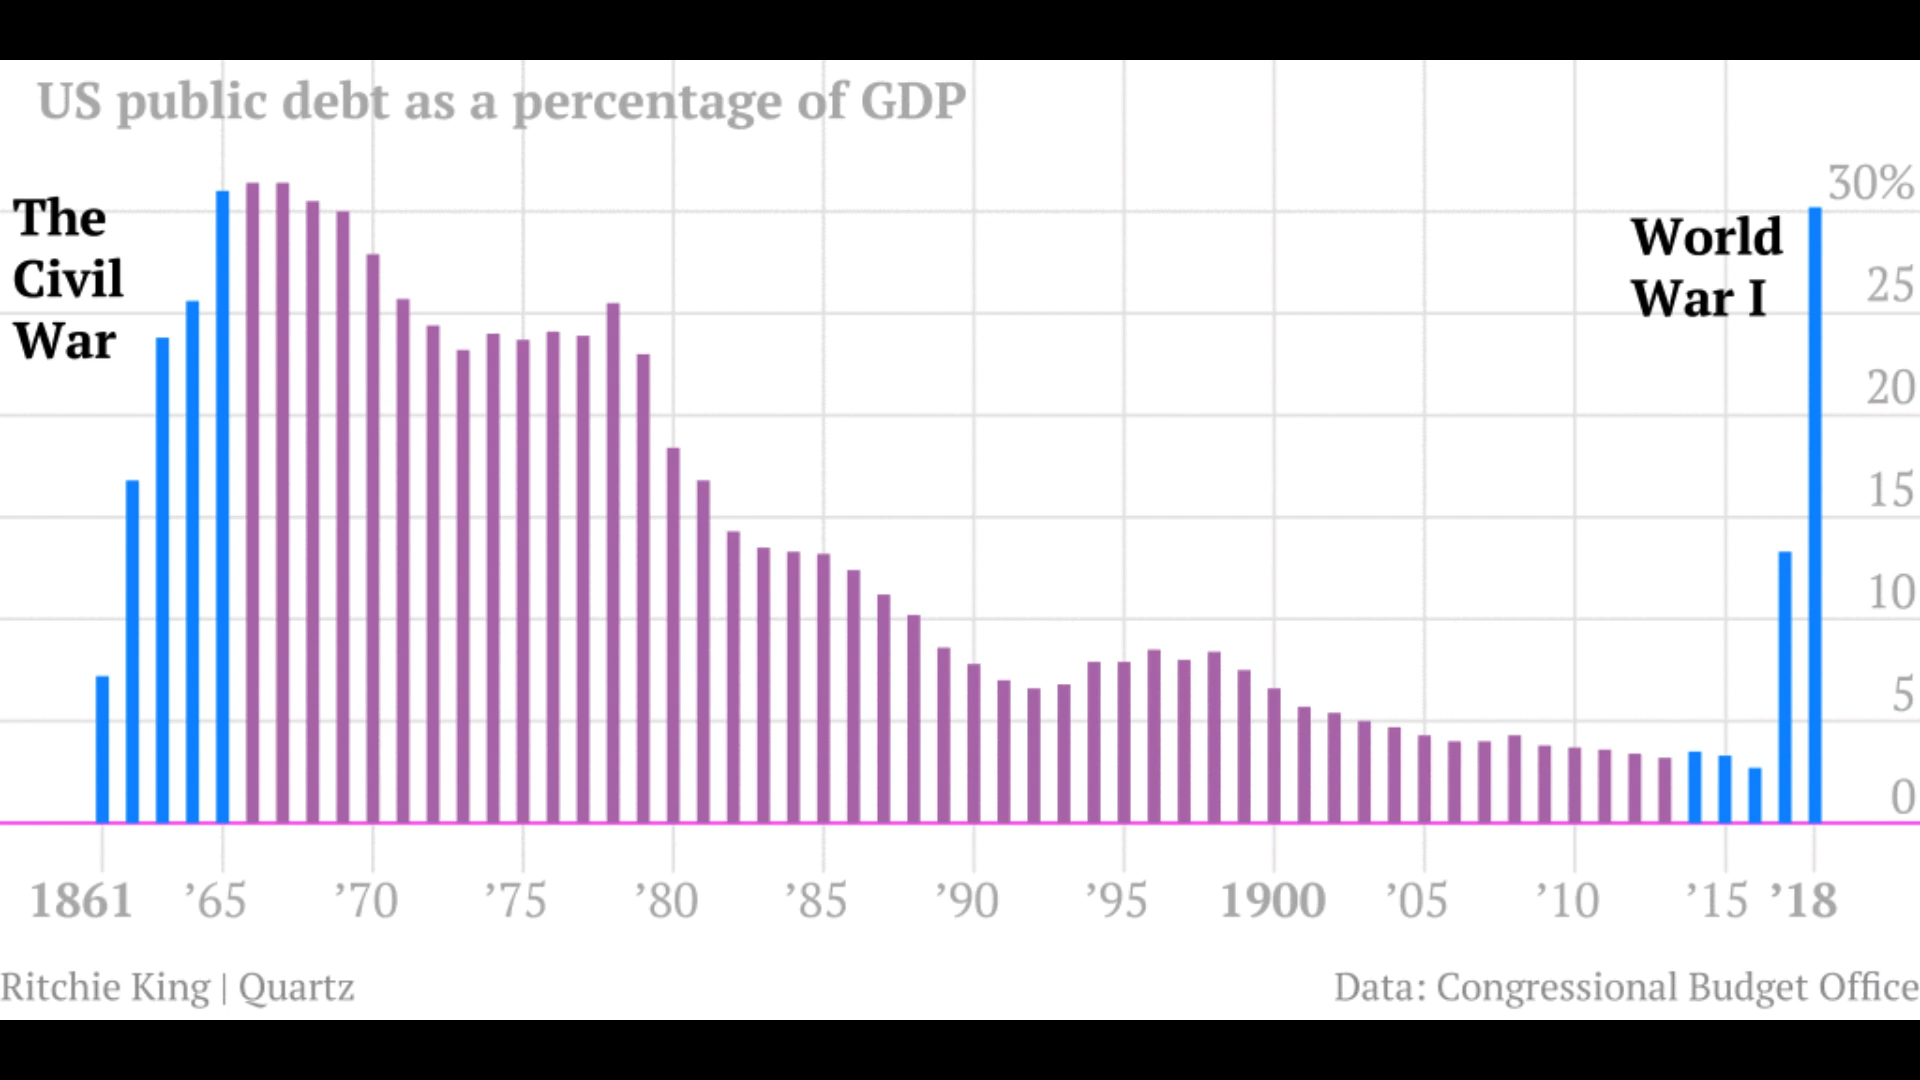 US public debt as a percentage of GDP
The
Civil
War
World
War I
30%
25
20
15
10
5
0
1861 ’65 ’70 ’75 ’80 ’85 ’90 ’95 1900 ’05 ’10 ’15 ’18
Ritchie King | Quartz
Data: Congressional Budget Office